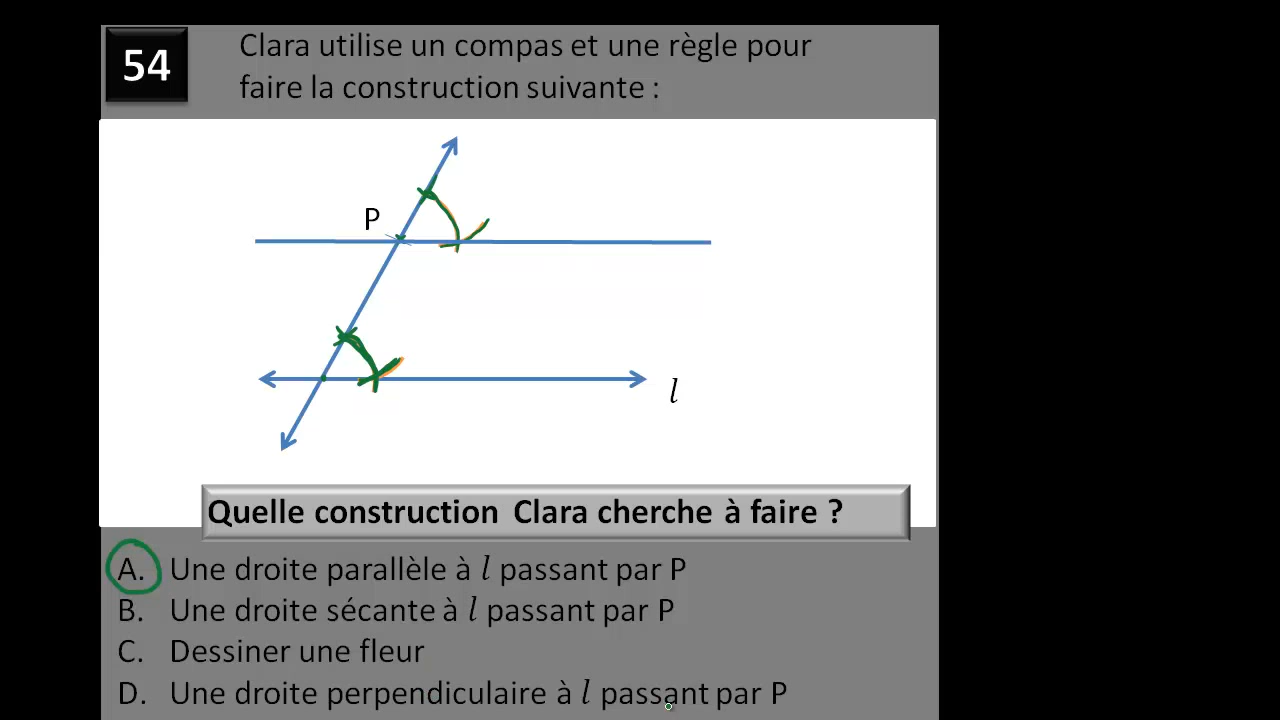 54
Clara utilise un compas et une règle pour
faire la construction suivante :
P
l
Quelle construction Clara cherche à faire ?
A. Une droite parallèle à l passant par P
B. Une droite sécante à l passant par P
C. Dessiner une fleur
D. Une droite perpendiculaire à l passant par P